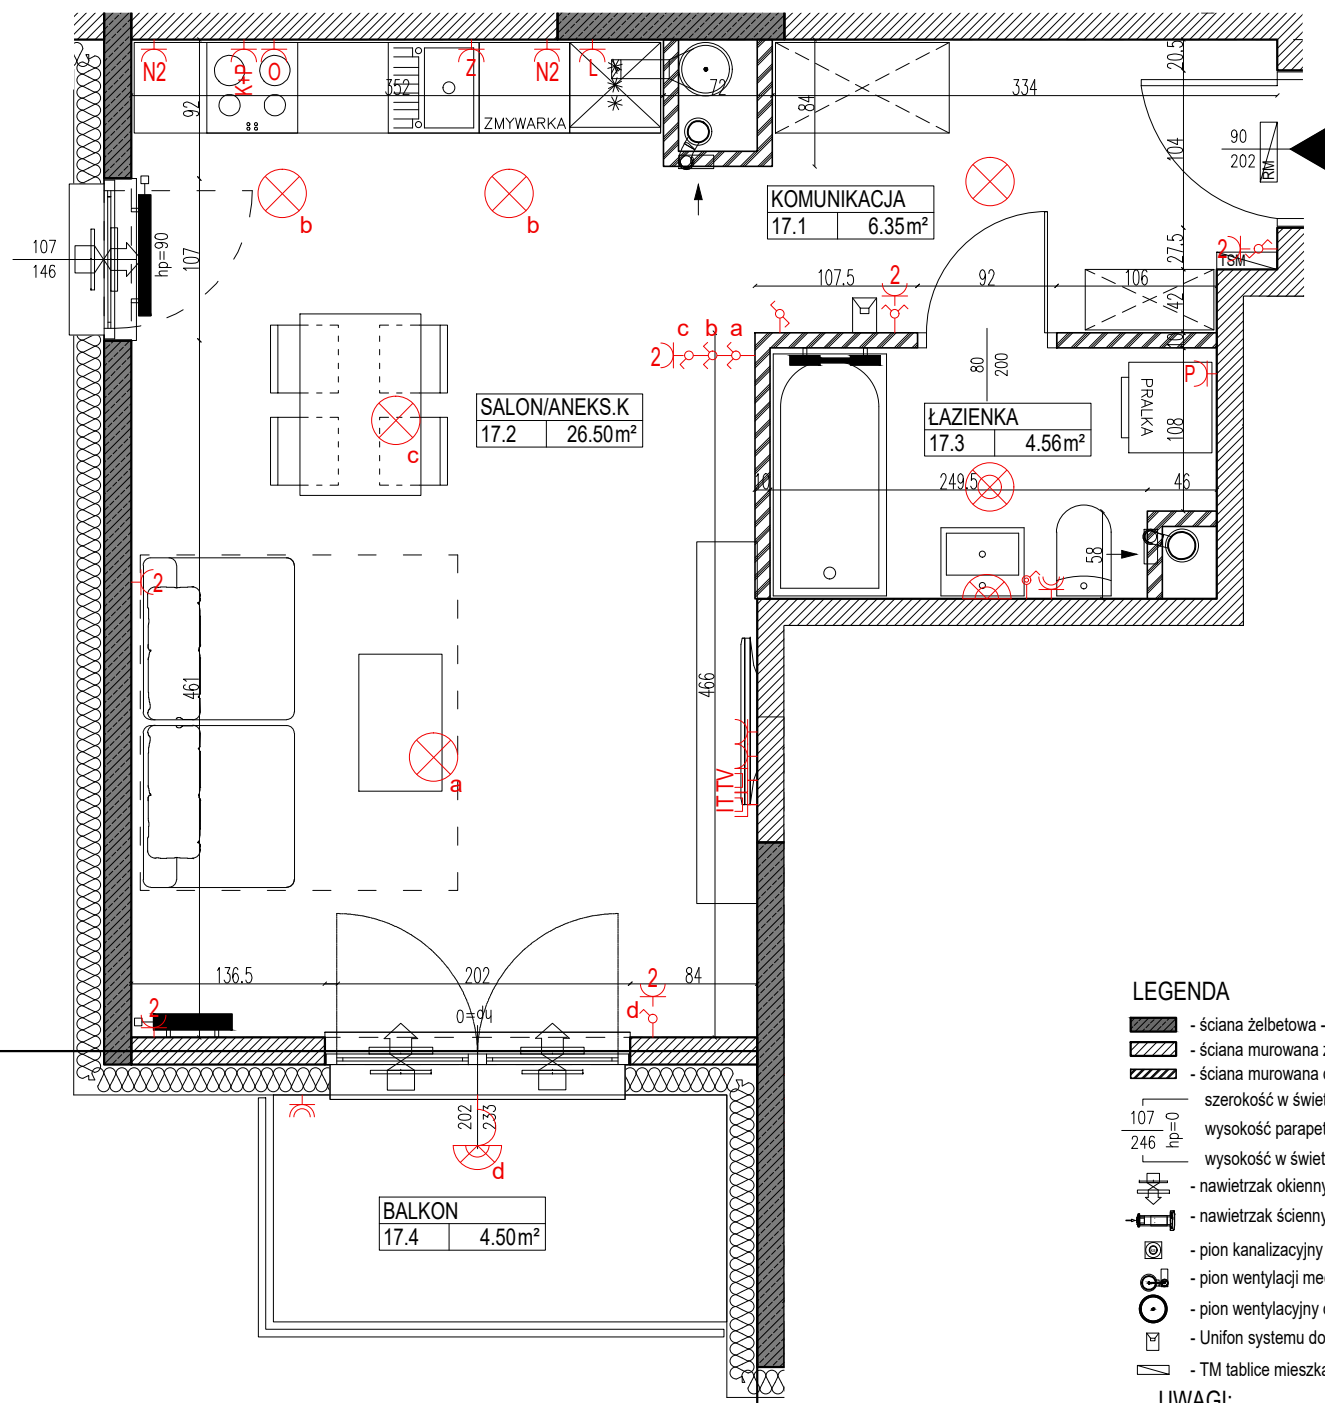 N2
K+P
O
352
Z
N2
L
ZMYWARKA
72
84
334
20.5
92
104
90
202
RM
b
b
KOMUNIKACJA
17.1 6.35m²
27.5
2
TSM
107
146
hp=90
107
107.5
2
92
106
42
10
c b a
2
80
200
P
PRALKA
108
SALON/ANEKS.K
17.2 26.50m²
c
ŁAZIENKA
17.3 4.56m²
10
249.5
46
58
2
461
466
a
IT TV
136.5
202
84
2
2
d
hp=0
202
233
d
BALKON
17.4 4.50m²
LEGENDA
- ściana żelbetowa -
- ściana murowana
- ściana murowana
szerokość w świet
107
246
hp=0
wysokość parapet
wysokość w świet
- nawietrzak okienny
- nawietrzak ścienny
- pion kanalizacyjny
- pion wentylacji me
- pion wentylacyjny
- Unifon systemu do
- TM tablice mieszka
UWAGI: